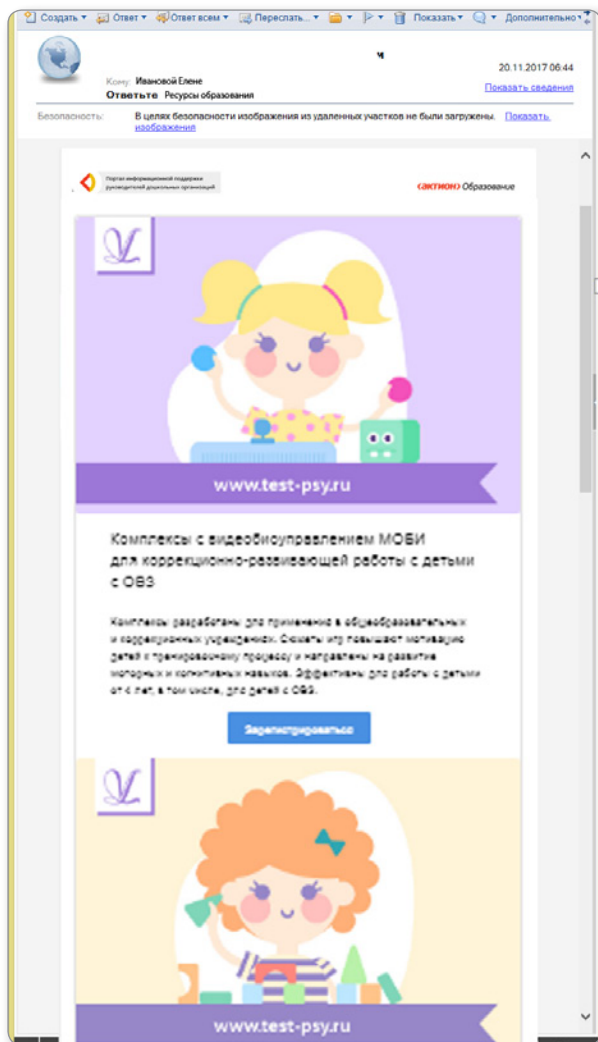 Создать Ответ Ответ всем Переслать... Показать Дополнительно
20.11.2017 06:44
Кому: Ивановой Елене
Показать сведения
Ответьте Ресурсы образования
Безопасность: В целях безопасности изображения из удаленных участков не были загружены. Показать изображения
Портал информационной поддержки
руководителей дошкольных организаций
‹актион› Образование
www.test-psy.ru
Комплексы с видеобиоуправлением МОБИ
для коррекционно-развивающей работы с детьми
с ОВЗ
Комплексы разработаны для применения в общеобразовательных
и коррекционных учреждениях. Сюжеты игр повышают мотивацию
детей к тренировочному процессу и направлены на развитие
моторных и когнитивных навыков. Эффективны для работы с детьми
от 4 лет, в том числе, для детей с ОВЗ.
Зарегистрироваться
www.test-psy.ru